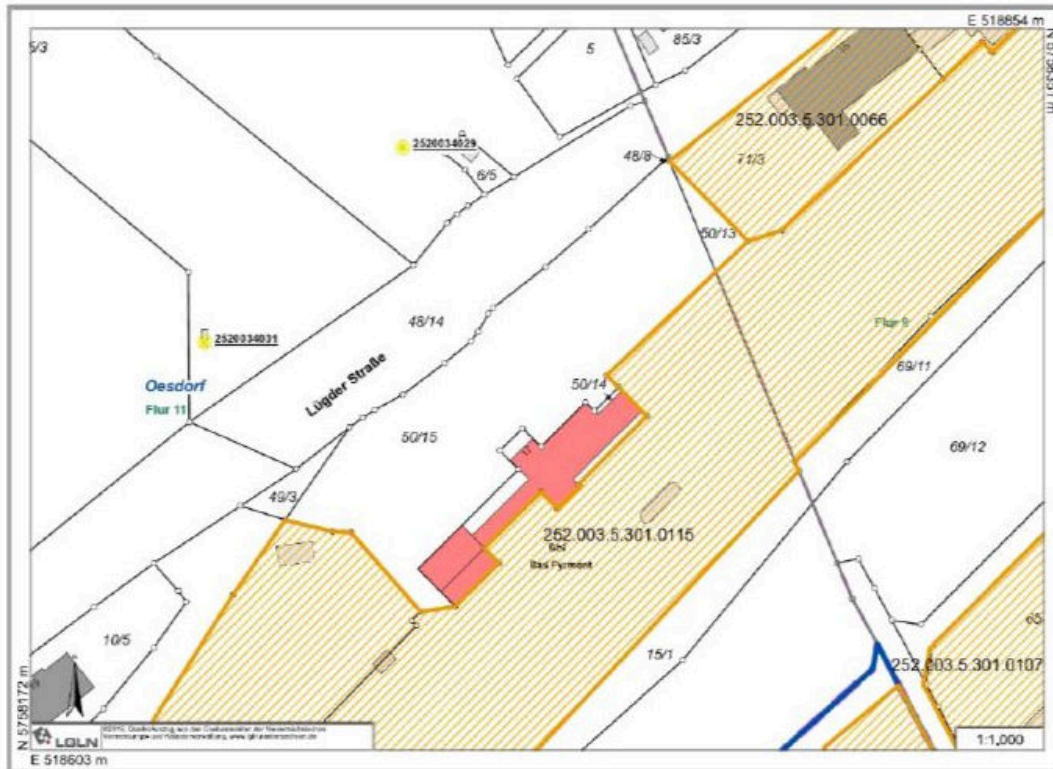 E 518854 m
5/3
5
85/3
252.003.5.301.0066
2520034029
48/8
71/3
6/5
50/13
48/14
Flur 9
2520034031
69/11
Oesdorf
Lügder Straße
50/14
Flur 11
50/15
69/12
17
49/3
252.003.5.301.0115
Bad Pyrmont
10/5
15/1
252.003.5.301.0107
65
N 5758172 m
LGLN
1:1,000
E 518603 m